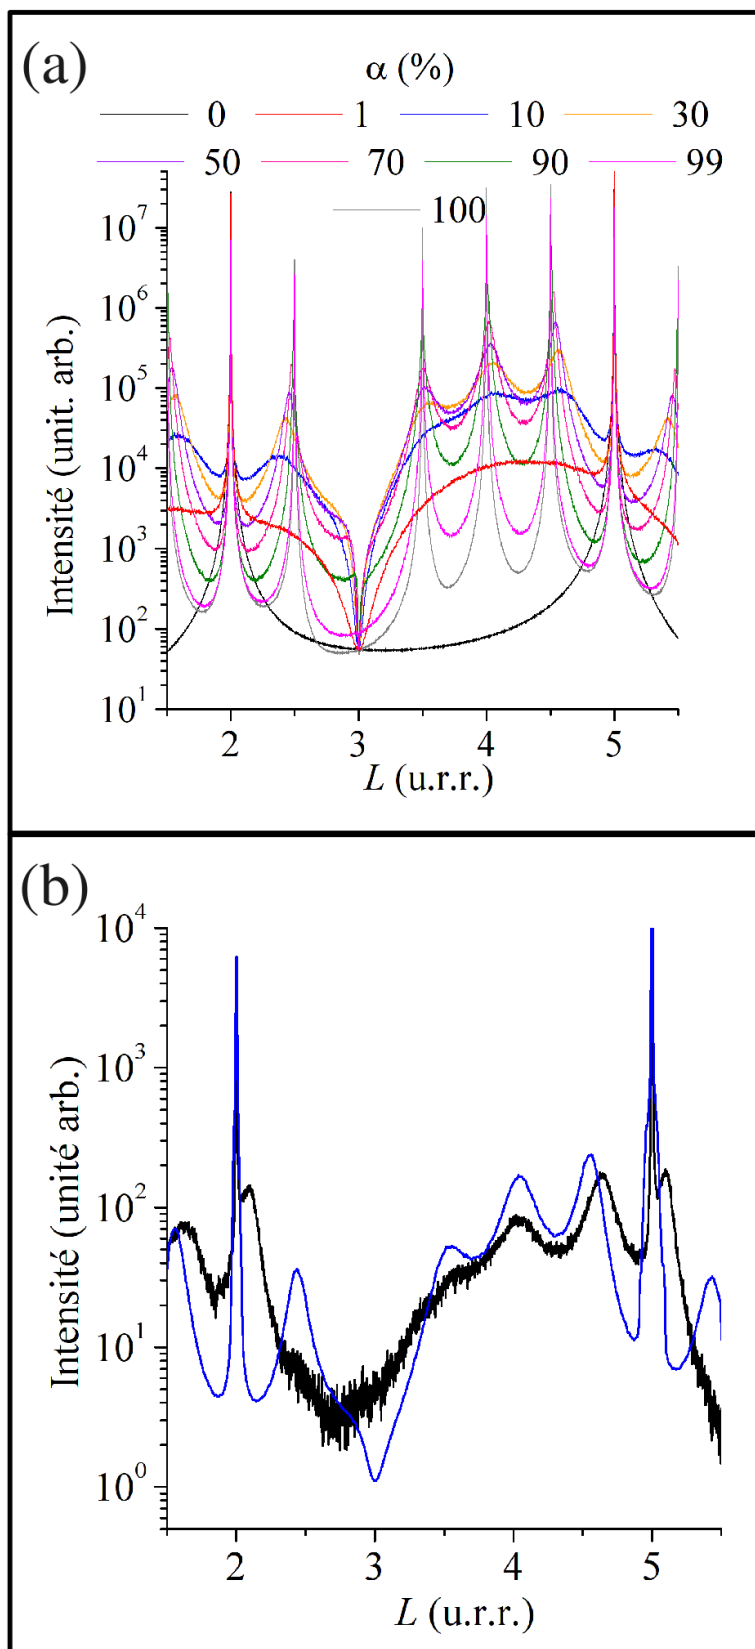 (a)
α (%)
0 1 10 30
50 70 90 99
100
10⁷
10⁶
10⁵
10⁴
10³
10²
10¹
Intensité (unit. arb.)
2 3 4 5
L (u.r.r.)
(b)
10⁴
10³
10²
10¹
10⁰
Intensité (unité arb.)
2 3 4 5
L (u.r.r.)